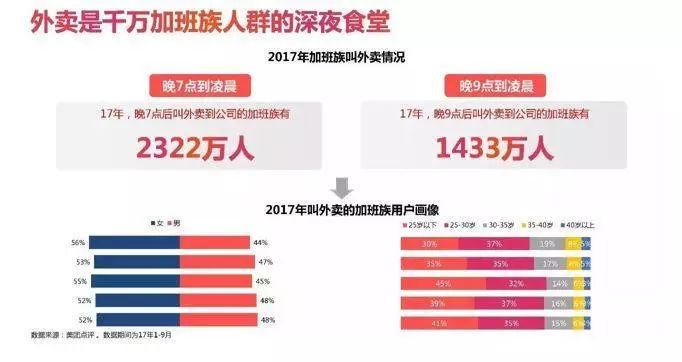 外卖是千万加班族人群的深夜食堂
2017年加班族叫外卖情况
晚7点到凌晨
晚9点到凌晨
17年，晚7点后叫外卖到公司的加班族有
17年，晚9点后叫外卖到公司的加班族有
2322万人
1433万人
2017年叫外卖的加班族用户画像
女 男
25岁以下 25-30岁 30-35岁 35-40岁 40岁以上
56% 44%
30% 37% 19% 8% 5%
53% 47%
35% 35% 17% 5%
55% 45%
45% 32% 14% 6%
52% 48%
39% 37% 16% 6%
52% 48%
41% 35% 15% 6%
数据来源：美团点评，数据期间为17年1-9月